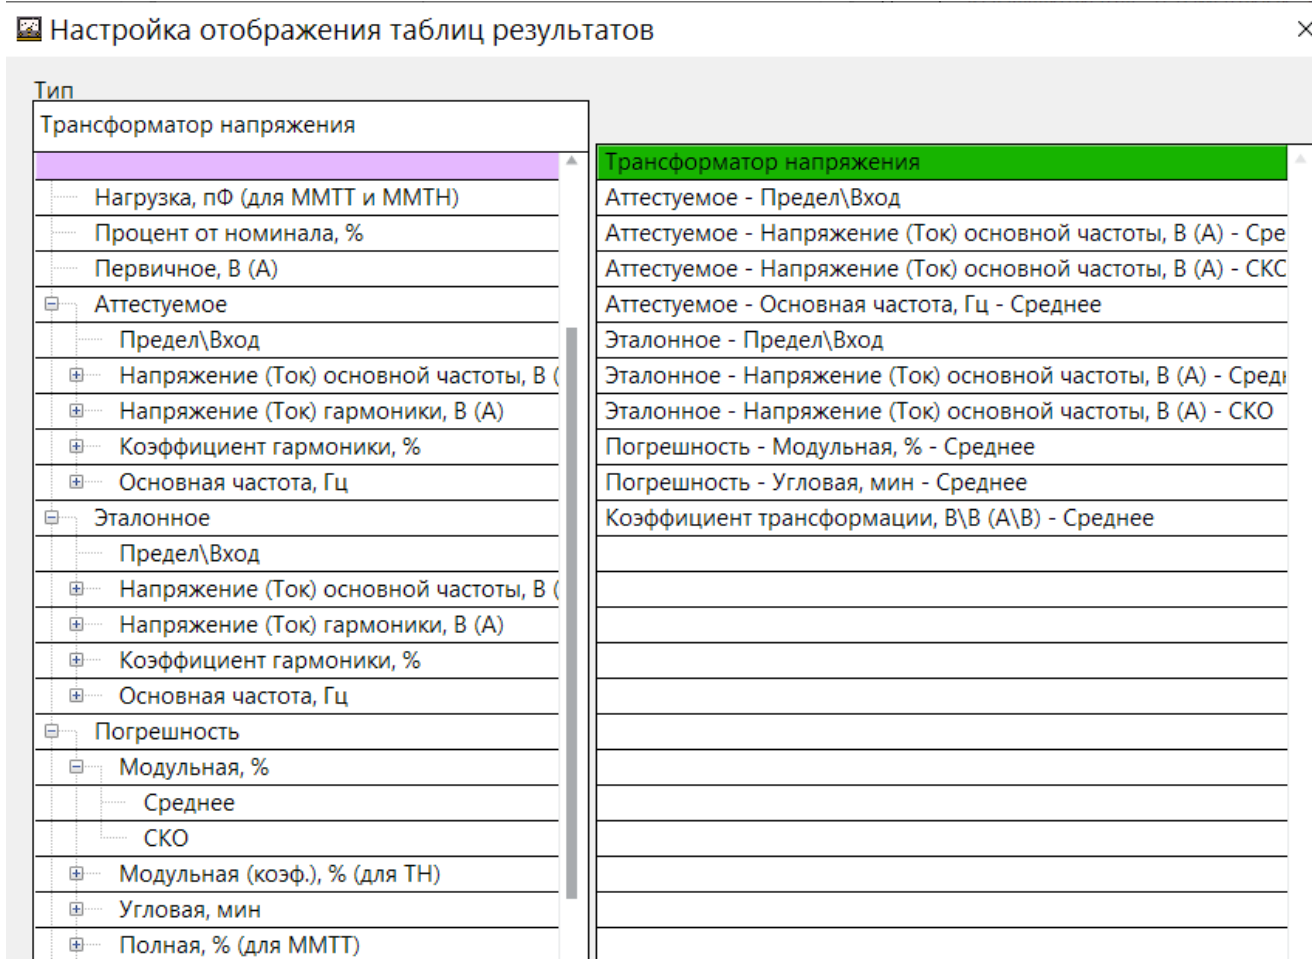 Настройка отображения таблиц результатов
Тип
Трансформатор напряжения
Нагрузка, пФ (для ММТТ и ММТН)
Процент от номинала, %
Первичное, В (А)
Аттестуемое
Предел\Вход
Напряжение (Ток) основной частоты, В (
Напряжение (Ток) гармоники, В (А)
Коэффициент гармоники, %
Основная частота, Гц
Эталонное
Предел\Вход
Напряжение (Ток) основной частоты, В (
Напряжение (Ток) гармоники, В (А)
Коэффициент гармоники, %
Основная частота, Гц
Погрешность
Модульная, %
Среднее
СКО
Модульная (коэф.), % (для ТН)
Угловая, мин
Полная, % (для ММТТ)
Трансформатор напряжения
Аттестуемое - Предел\Вход
Аттестуемое - Напряжение (Ток) основной частоты, В (А) - Сре
Аттестуемое - Напряжение (Ток) основной частоты, В (А) - СКО
Аттестуемое - Основная частота, Гц - Среднее
Эталонное - Предел\Вход
Эталонное - Напряжение (Ток) основной частоты, В (А) - Средн
Эталонное - Напряжение (Ток) основной частоты, В (А) - СКО
Погрешность - Модульная, % - Среднее
Погрешность - Угловая, мин - Среднее
Коэффициент трансформации, В\В (А\В) - Среднее